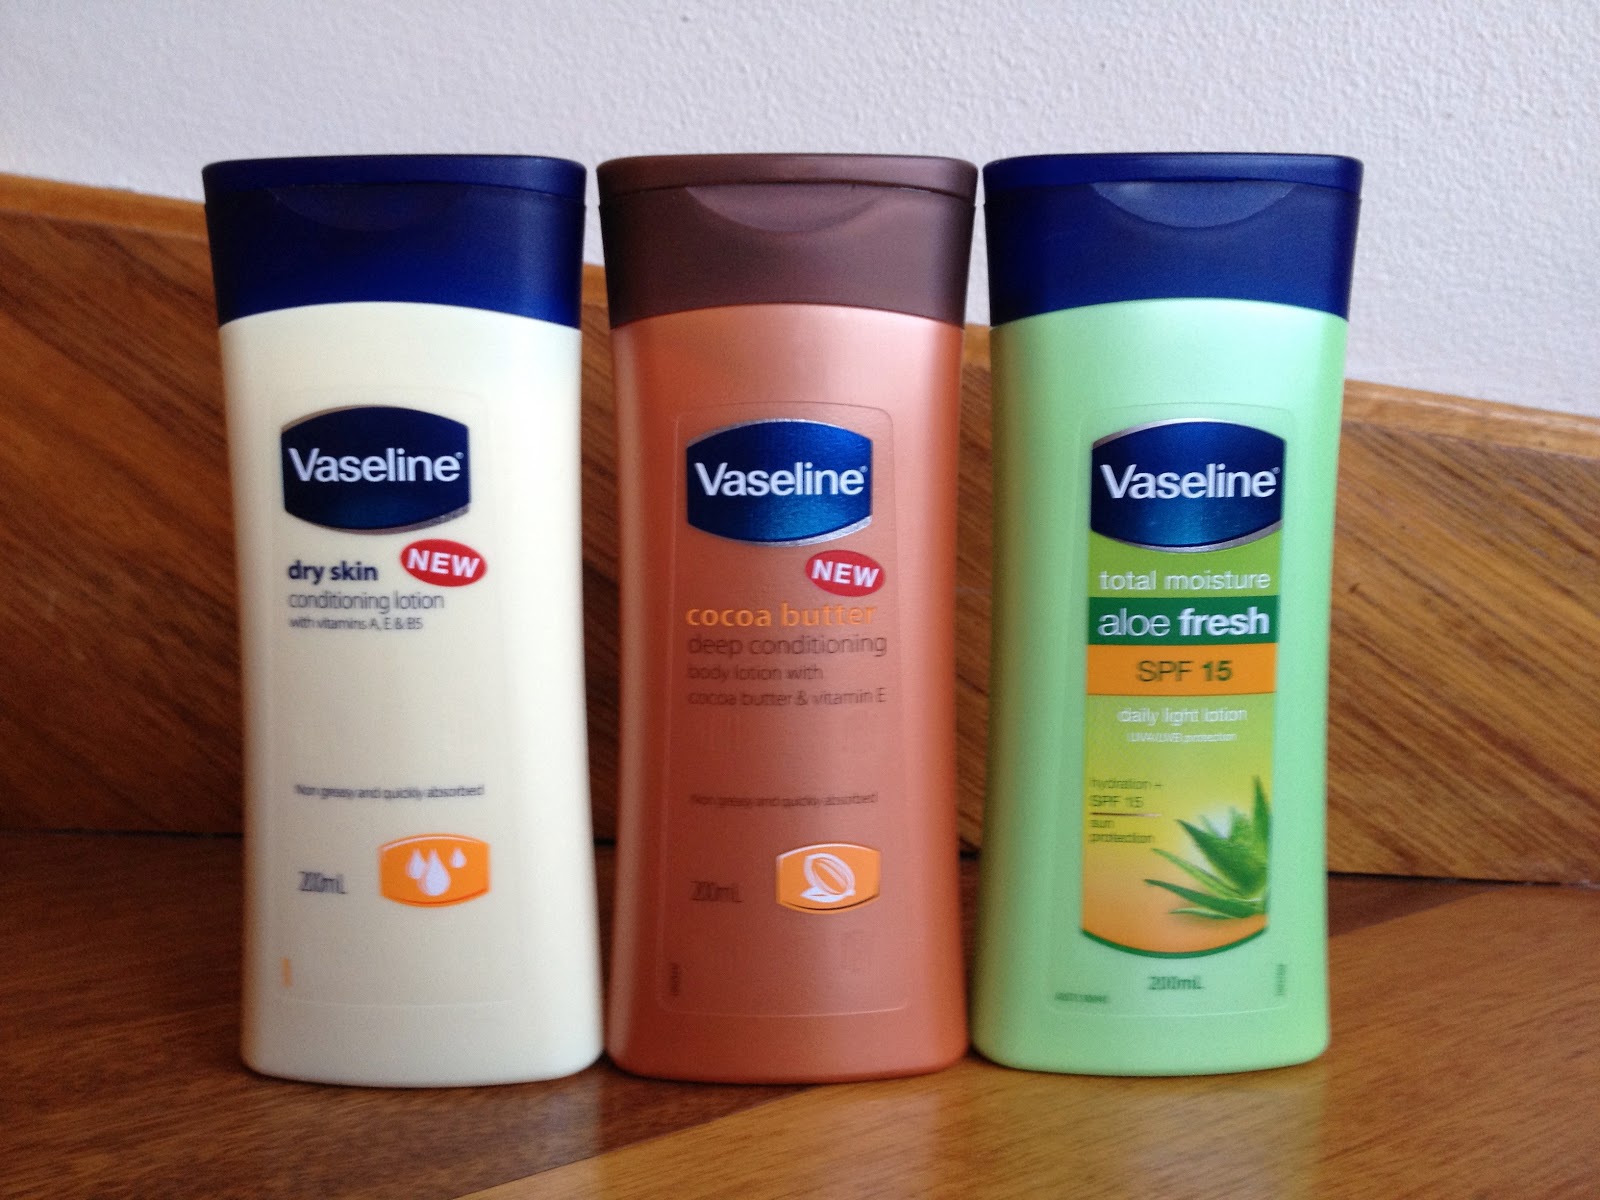 Vaseline®
NEW
dry skin
conditioning lotion
with vitamins A, E & B5
Non greasy and quickly absorbed
200mL
Vaseline®
NEW
cocoa butter
deep conditioning
body lotion with
cocoa butter & vitamin E
Non greasy and quickly absorbed
200mL
Vaseline®
total moisture
aloe fresh
SPF 15
daily light lotion
UVA/UVB protection
hydration +
SPF 15
sun
protection
200mL